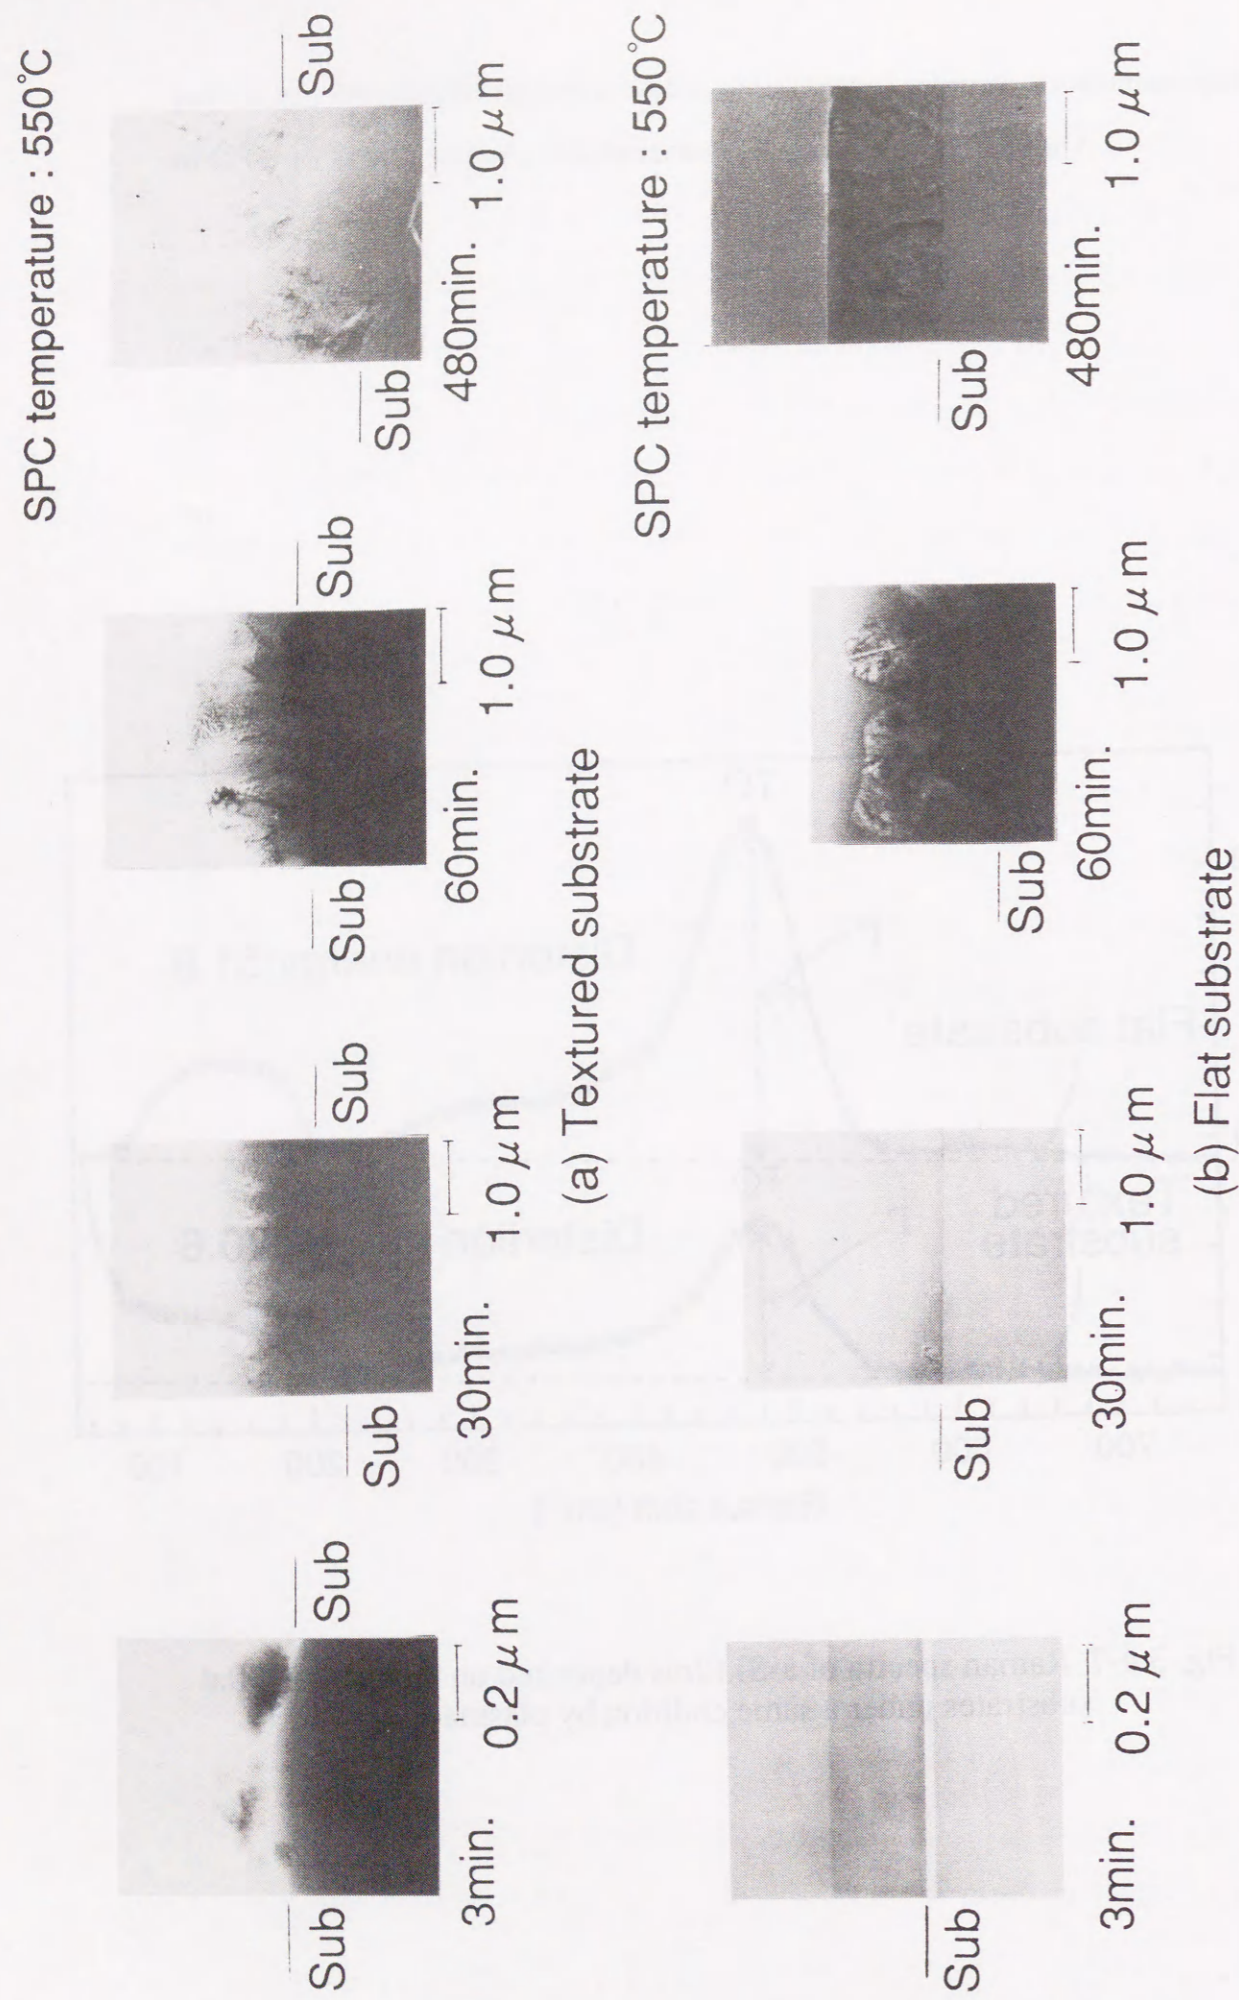 SPC temperature : 550℃
Sub Sub Sub Sub Sub Sub Sub Sub
3min. 0.2 μm 30min. 1.0 μm 60min. 1.0 μm 480min. 1.0 μm
(a) Textured substrate
SPC temperature : 550℃
Sub Sub Sub Sub
3min. 0.2 μm 30min. 1.0 μm 60min. 1.0 μm 480min. 1.0 μm
(b) Flat substrate